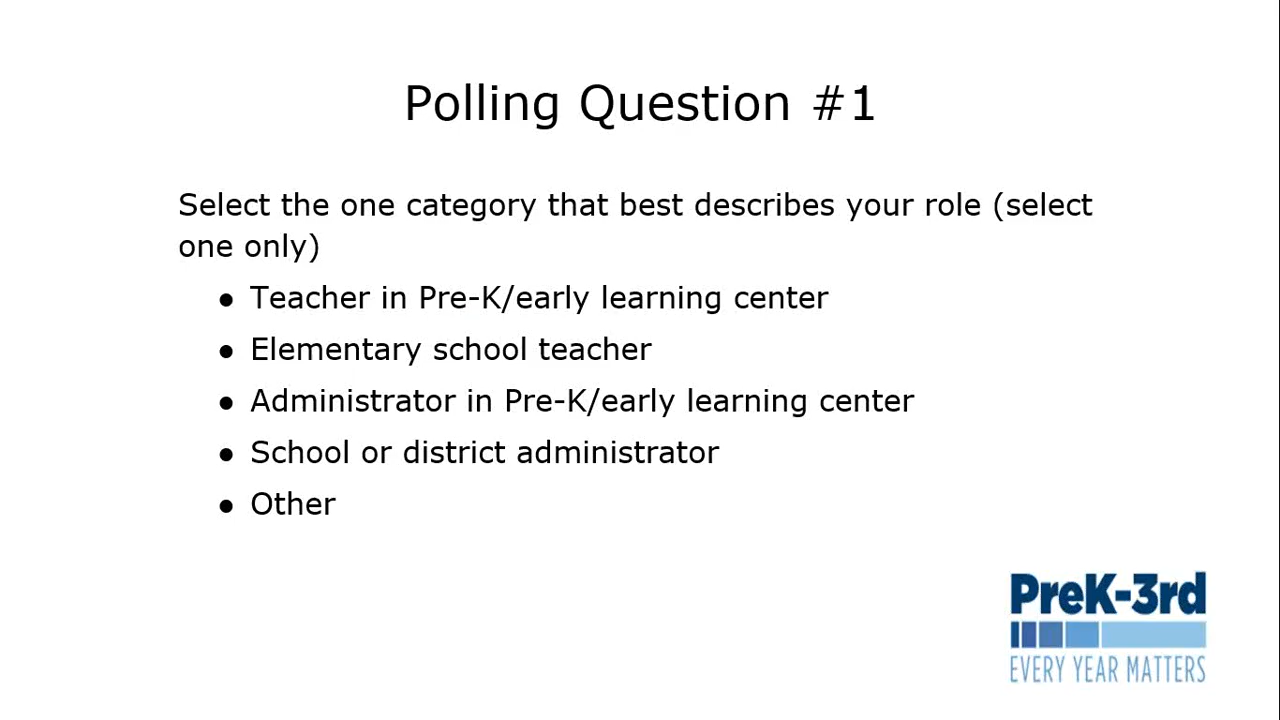 Polling Question #1
Select the one category that best describes your role (select
one only)
● Teacher in Pre-K/early learning center
● Elementary school teacher
● Administrator in Pre-K/early learning center
● School or district administrator
● Other
PreK-3rd
EVERY YEAR MATTERS